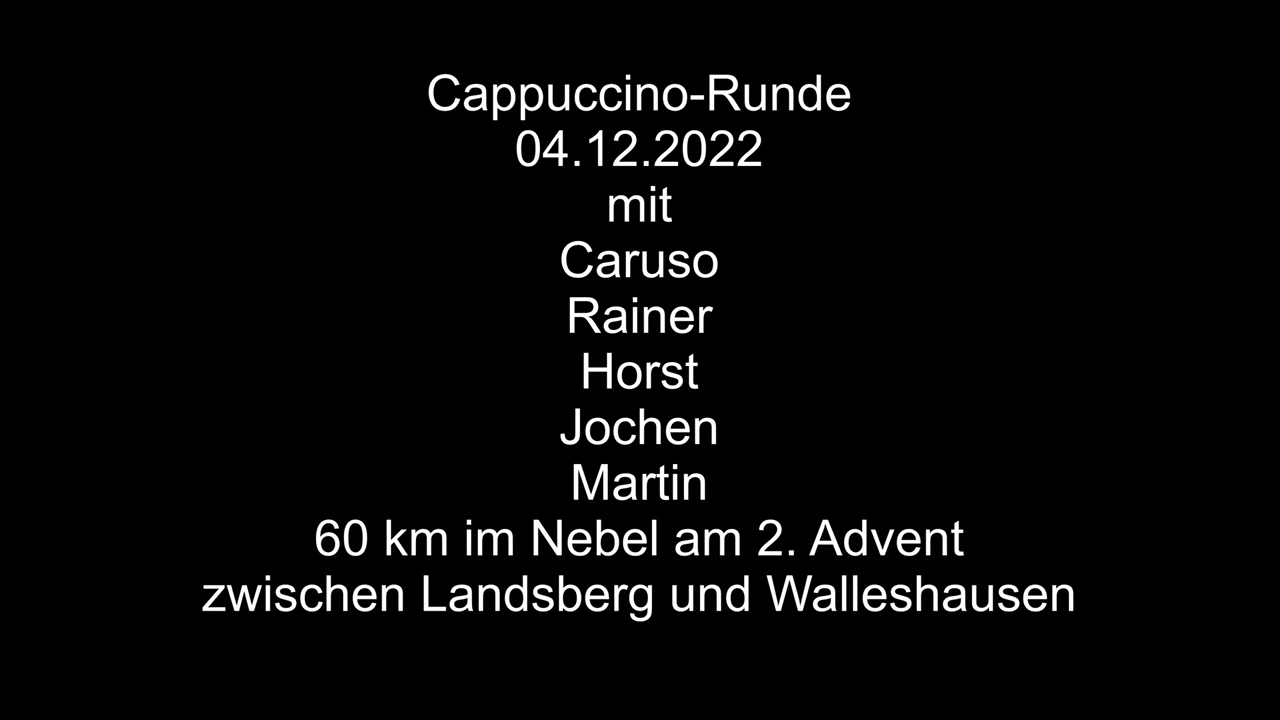 Cappuccino-Runde
04.12.2022
mit
Caruso
Rainer
Horst
Jochen
Martin
60 km im Nebel am 2. Advent
zwischen Landsberg und Walleshausen